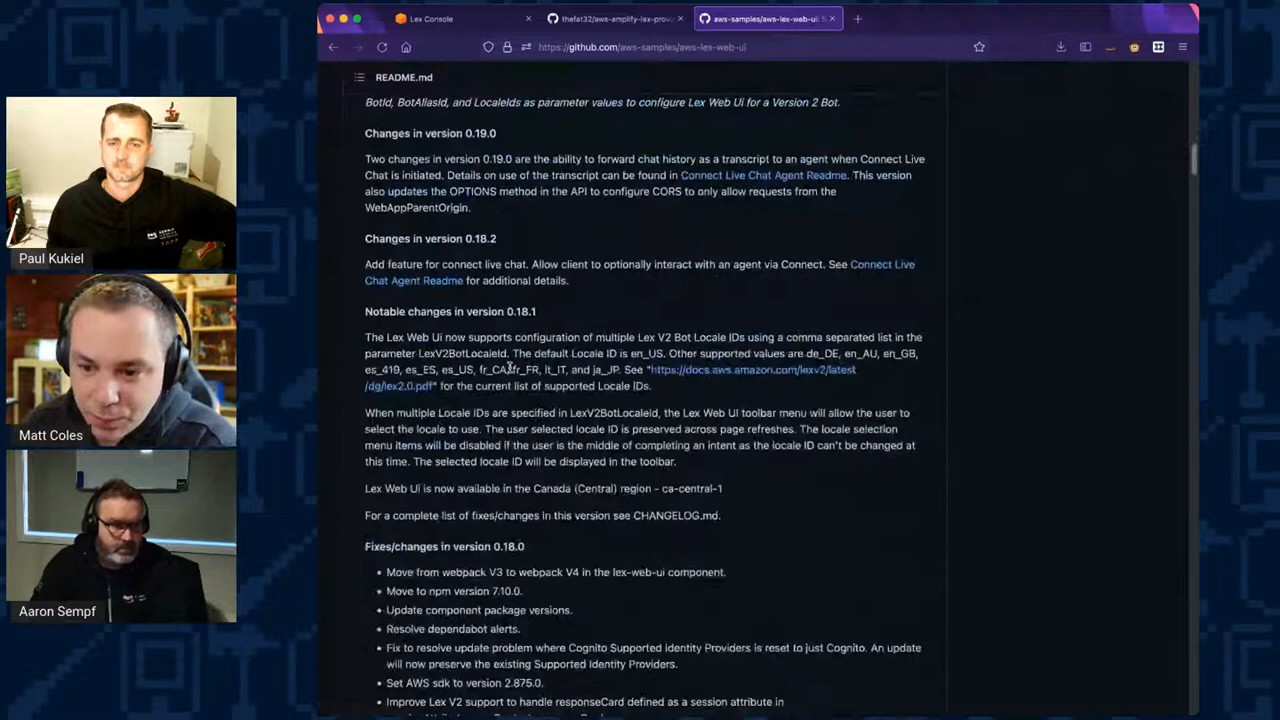 Lex Console
thefat32/aws-amplify-lex-provi
aws-samples/aws-lex-web-ui:
https://github.com/aws-samples/aws-lex-web-ui
README.md
BotId, BotAliasId, and LocaleIds as parameter values to configure Lex Web Ui for a Version 2 Bot.
Changes in version 0.19.0
Two changes in version 0.19.0 are the ability to forward chat history as a transcript to an agent when Connect Live
Chat is initiated. Details on use of the transcript can be found in Connect Live Chat Agent Readme. This version
also updates the OPTIONS method in the API to configure CORS to only allow requests from the
WebAppParentOrigin.
Changes in version 0.18.2
Add feature for connect live chat. Allow client to optionally interact with an agent via Connect. See Connect Live
Chat Agent Readme for additional details.
Notable changes in version 0.18.1
The Lex Web Ui now supports configuration of multiple Lex V2 Bot Locale IDs using a comma separated list in the
parameter LexV2BotLocaleId. The default Locale ID is en_US. Other supported values are de_DE, en_AU, en_GB,
es_419, es_ES, es_US, fr_CA, fr_FR, it_IT, and ja_JP. See "https://docs.aws.amazon.com/lexv2/latest
/dg/lex2.0.pdf" for the current list of supported Locale IDs.
When multiple Locale IDs are specified in LexV2BotLocaleId, the Lex Web UI toolbar menu will allow the user to
select the locale to use. The user selected locale ID is preserved across page refreshes. The locale selection
menu items will be disabled if the user is the middle of completing an intent as the locale ID can't be changed at
this time. The selected locale ID will be displayed in the toolbar.
Lex Web Ui is now available in the Canada (Central) region - ca-central-1
For a complete list of fixes/changes in this version see CHANGELOG.md.
Fixes/changes in version 0.18.0
Move from webpack V3 to webpack V4 in the lex-web-ui component.
Move to npm version 7.10.0.
Update component package versions.
Resolve dependabot alerts.
Fix to resolve update problem where Cognito Supported Identity Providers is reset to just Cognito. An update
will now preserve the existing Supported Identity Providers.
Set AWS sdk to version 2.875.0.
Improve Lex V2 support to handle responseCard defined as a session attribute in
Paul Kukiel
Matt Coles
Aaron Sempf